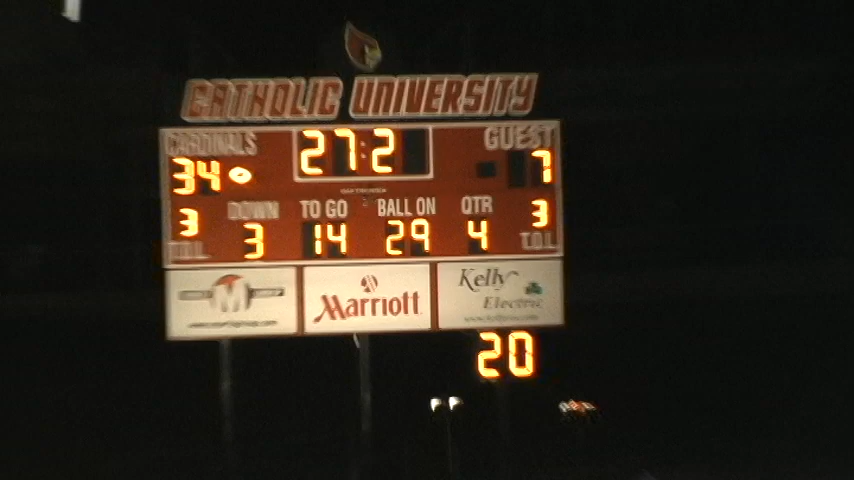 CATHOLIC UNIVERSITY
CARDINALS 27:2 GUEST
34 7
3 DOWN TO GO BALL ON QTR 3
T.O.L 3 14 29 4 T.O.L
M Marriott Kelly
Electric
20